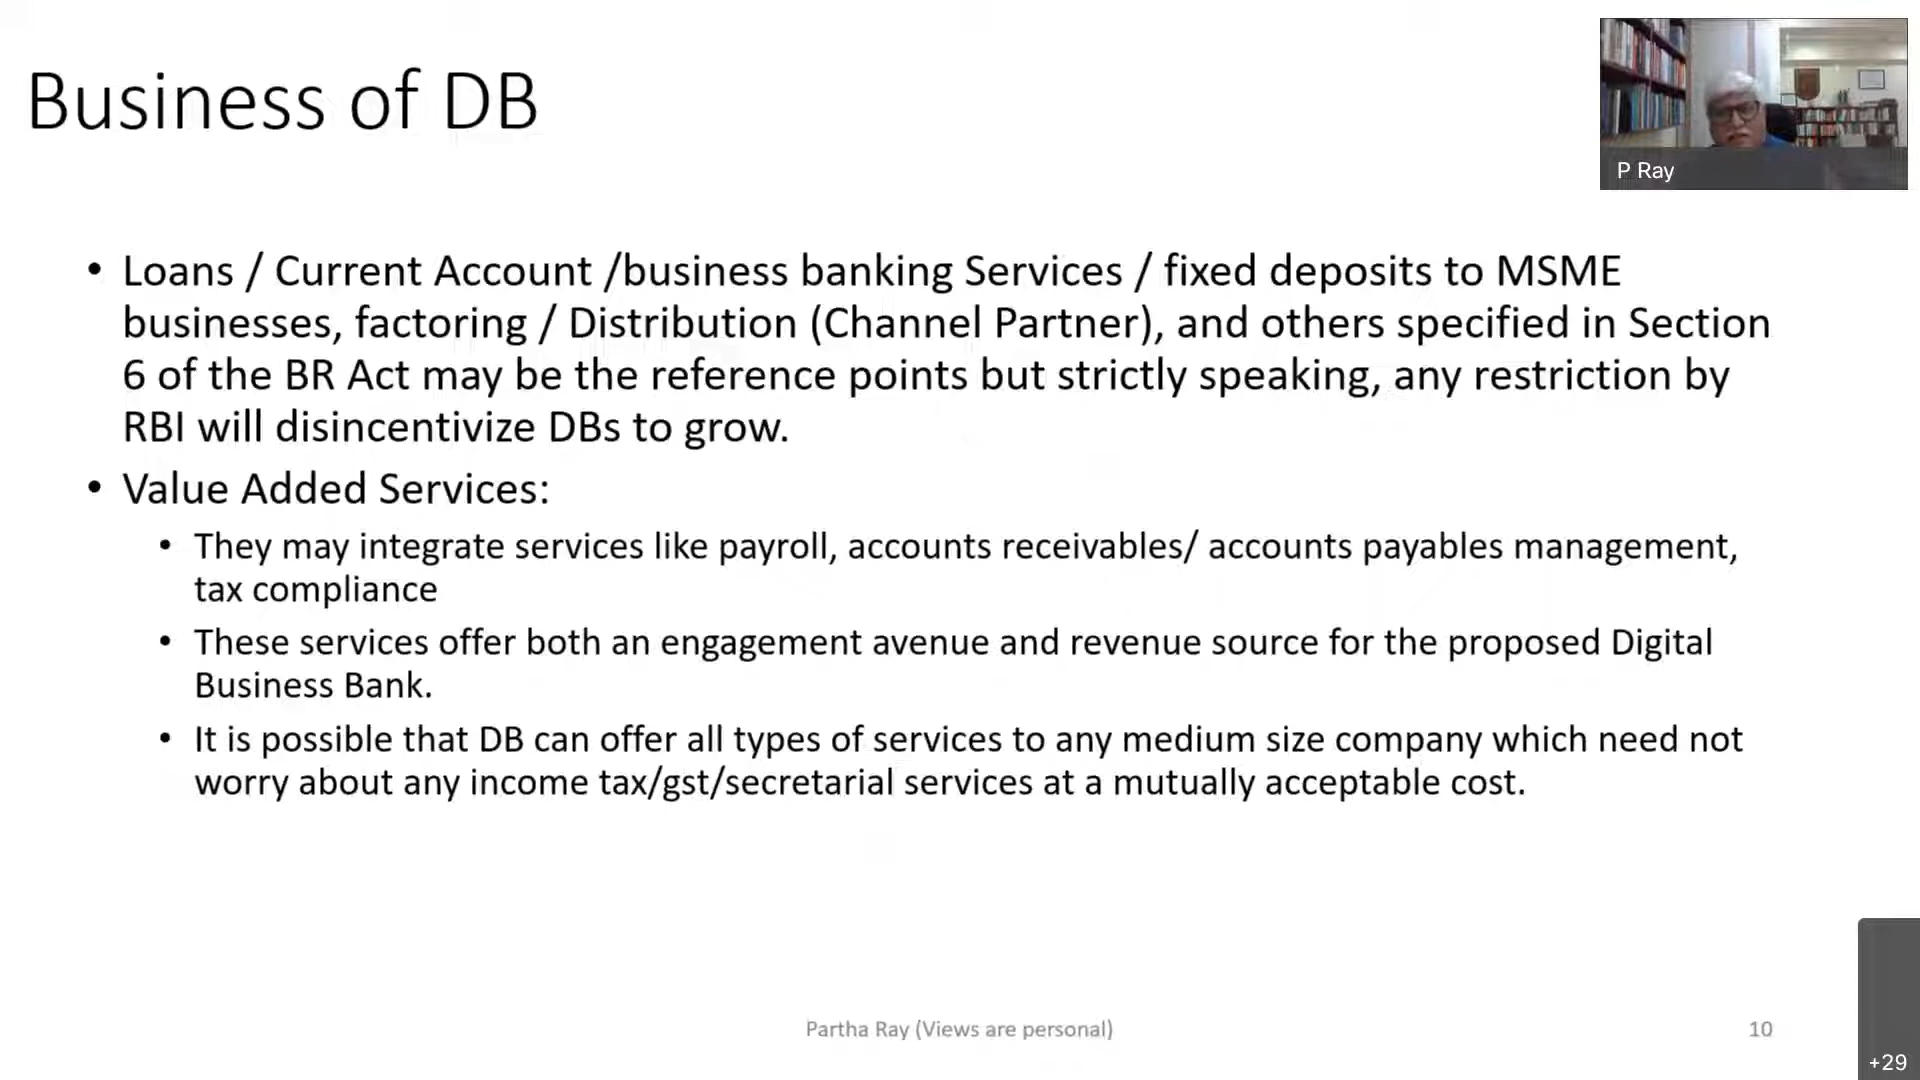 Business of DB
P Ray
• Loans / Current Account /business banking Services / fixed deposits to MSME
businesses, factoring / Distribution (Channel Partner), and others specified in Section
6 of the BR Act may be the reference points but strictly speaking, any restriction by
RBI will disincentivize DBs to grow.
• Value Added Services:
• They may integrate services like payroll, accounts receivables/ accounts payables management,
tax compliance
• These services offer both an engagement avenue and revenue source for the proposed Digital
Business Bank.
• It is possible that DB can offer all types of services to any medium size company which need not
worry about any income tax/gst/secretarial services at a mutually acceptable cost.
Partha Ray (Views are personal)
10
+29